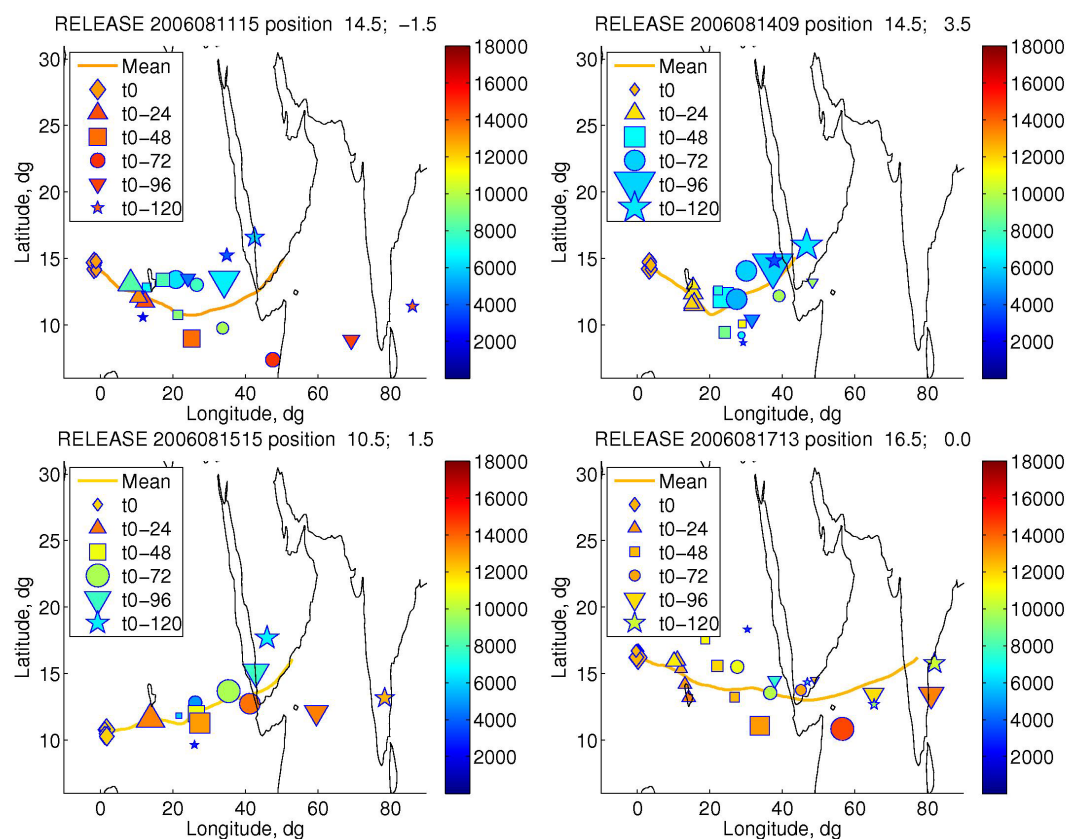 RELEASE 2006081115 position 14.5; −1.5
30
25
20
15
10
Latitude, dg
Mean
t0
t0−24
t0−48
t0−72
t0−96
t0−120
0 20 40 60 80
Longitude, dg
18000
16000
14000
12000
10000
8000
6000
4000
2000
RELEASE 2006081409 position 14.5; 3.5
30
25
20
15
10
Latitude, dg
Mean
t0
t0−24
t0−48
t0−72
t0−96
t0−120
0 20 40 60 80
Longitude, dg
18000
16000
14000
12000
10000
8000
6000
4000
2000
RELEASE 2006081515 position 10.5; 1.5
30
25
20
15
10
Latitude, dg
Mean
t0
t0−24
t0−48
t0−72
t0−96
t0−120
0 20 40 60 80
Longitude, dg
18000
16000
14000
12000
10000
8000
6000
4000
2000
RELEASE 2006081713 position 16.5; 0.0
30
25
20
15
10
Latitude, dg
Mean
t0
t0−24
t0−48
t0−72
t0−96
t0−120
0 20 40 60 80
Longitude, dg
18000
16000
14000
12000
10000
8000
6000
4000
2000